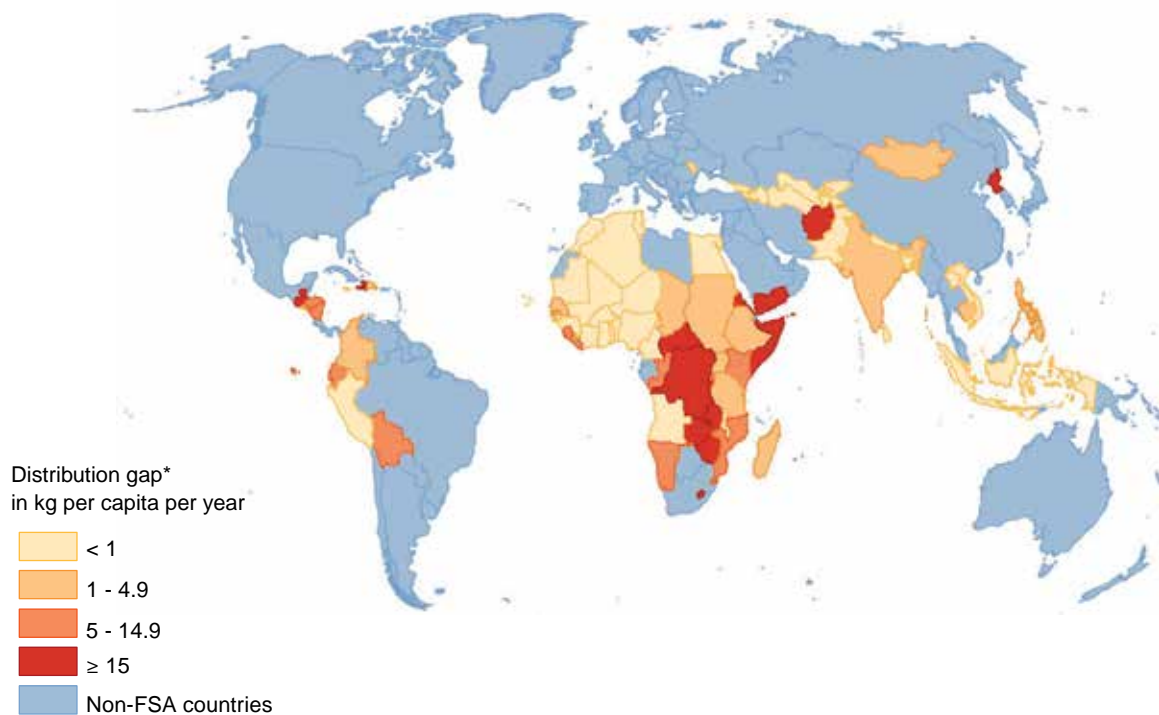 Distribution gap*
in kg per capita per year
< 1
1 - 4.9
5 - 14.9
≥ 15
Non-FSA countries